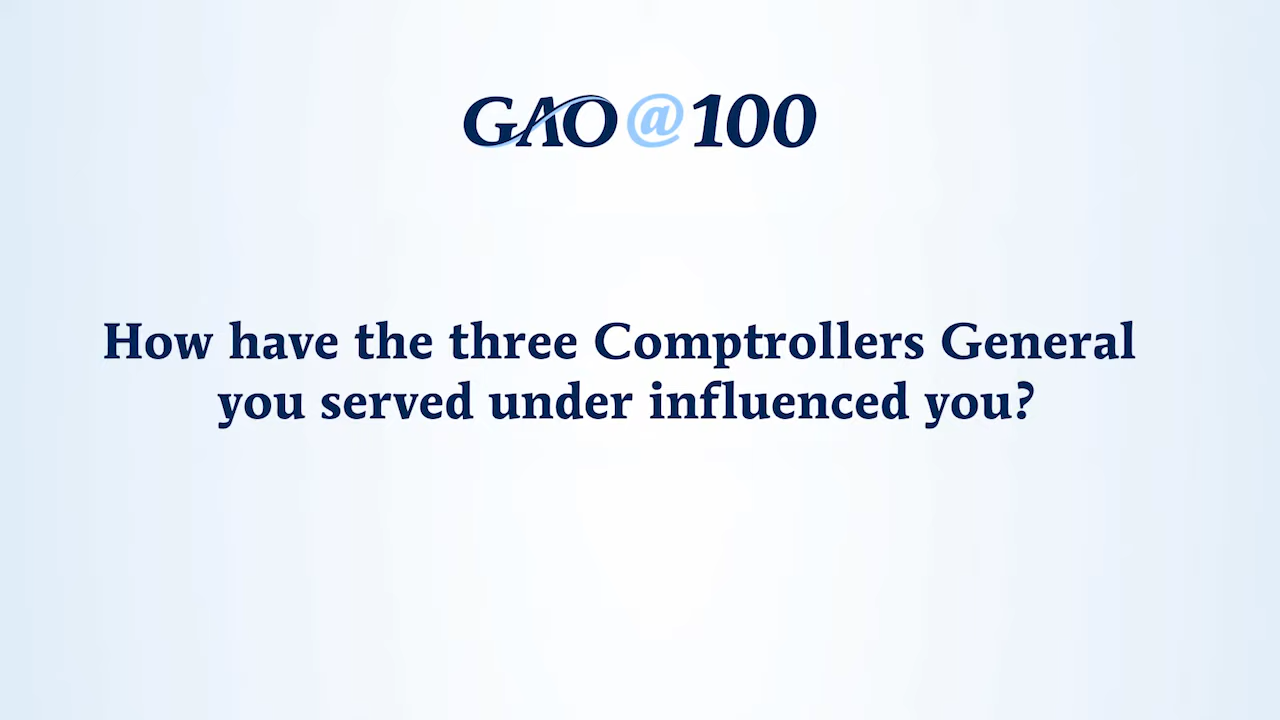 GAO@100
How have the three Comptrollers General
you served under influenced you?